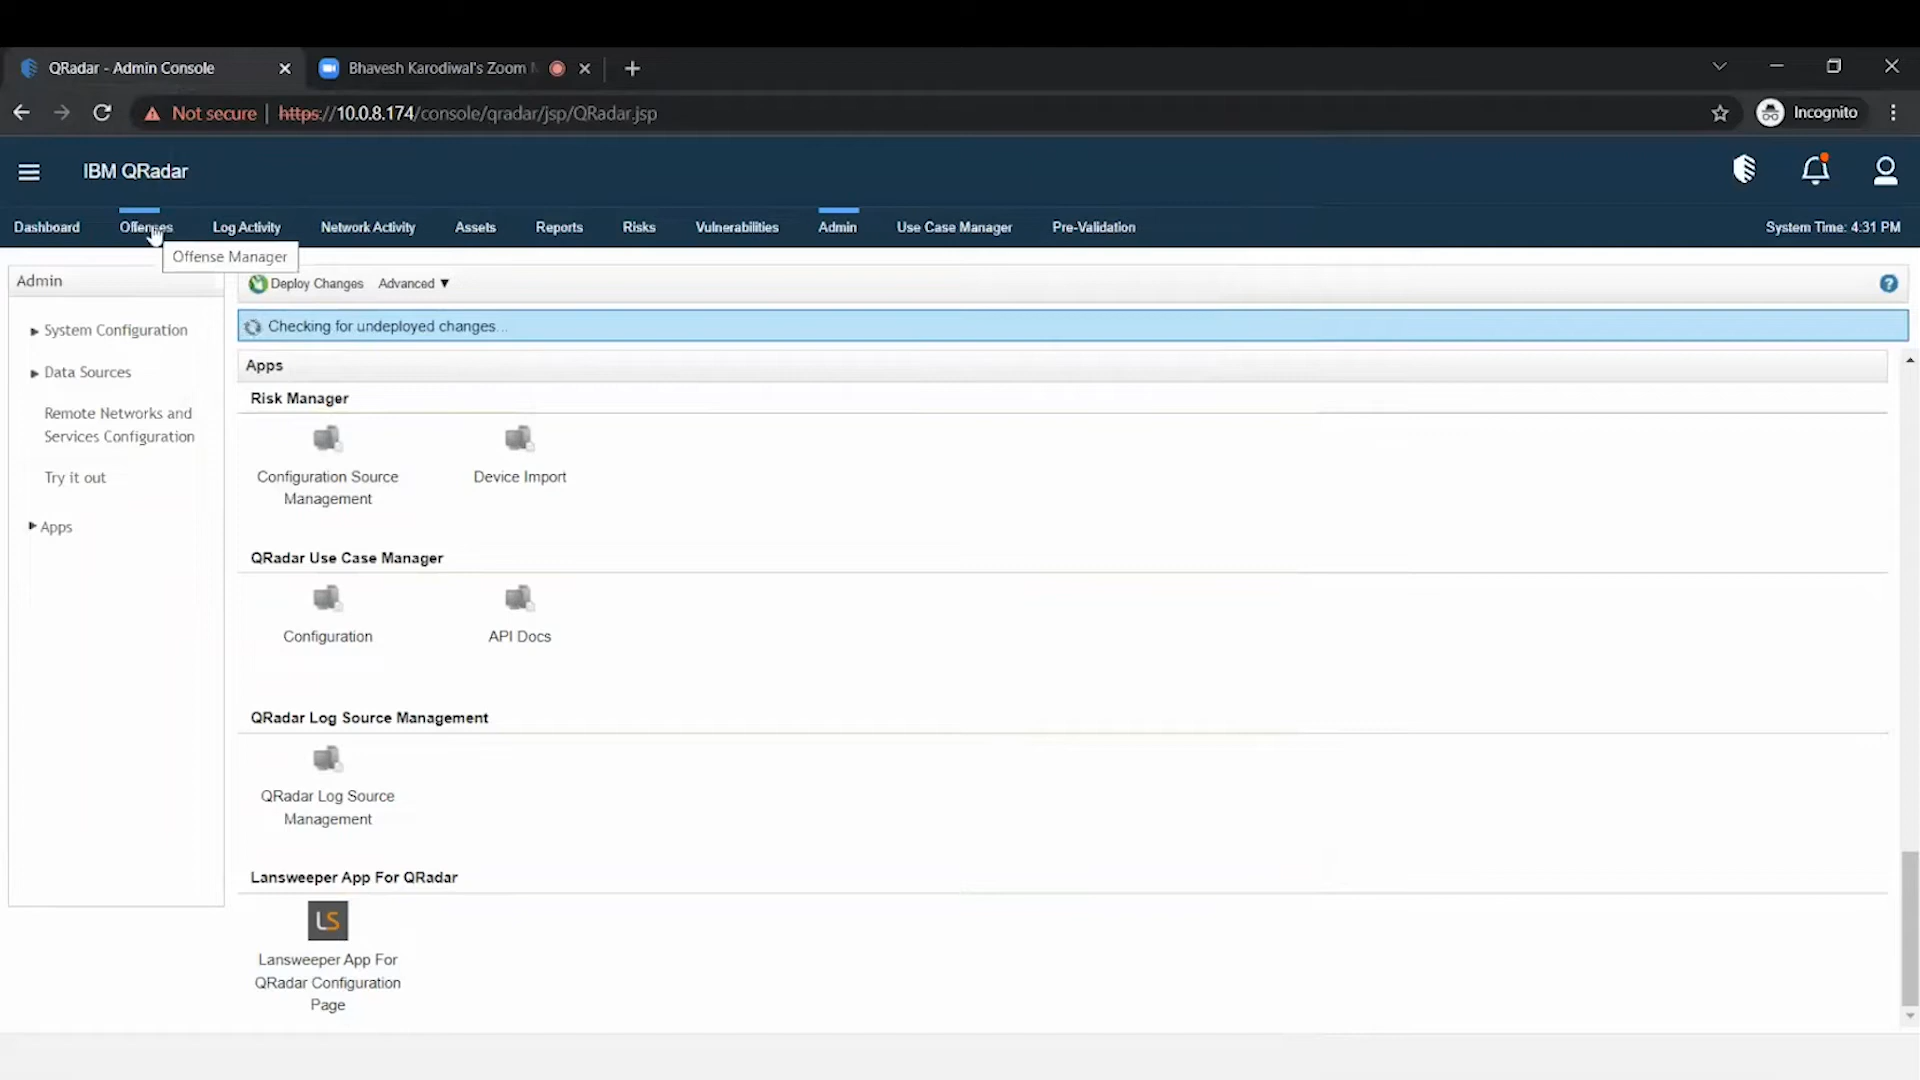 QRadar - Admin Console
Bhavesh Karodiwal's Zoom
Not secure | https://10.0.8.174/console/qradar/jsp/QRadar.jsp
Incognito
IBM QRadar
Dashboard Offenses Log Activity Network Activity Assets Reports Risks Vulnerabilities Admin Use Case Manager Pre-Validation System Time: 4:31 PM
Offense Manager
Admin
System Configuration
Data Sources
Remote Networks and
Services Configuration
Try it out
Apps
Deploy Changes Advanced ▼
?
Checking for undeployed changes...
Apps
Risk Manager
Configuration Source
Management
Device Import
QRadar Use Case Manager
Configuration
API Docs
QRadar Log Source Management
QRadar Log Source
Management
Lansweeper App For QRadar
LS
Lansweeper App For
QRadar Configuration
Page